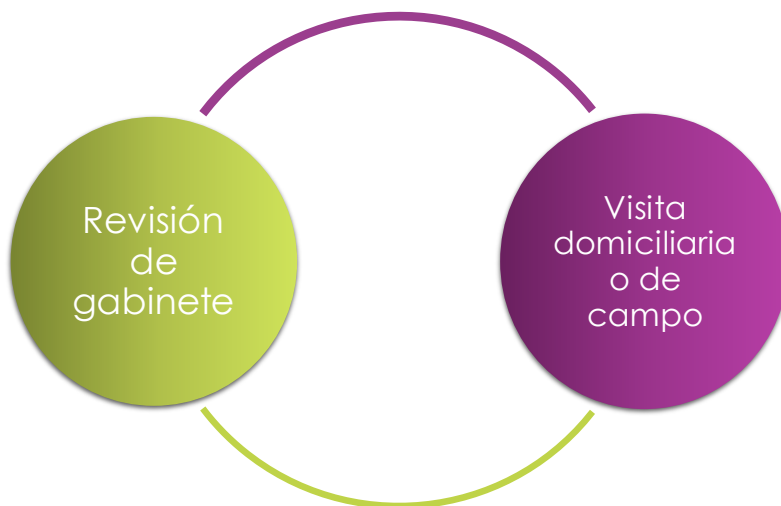 Revisión
de
gabinete
Visita
domiciliaria
o de
campo